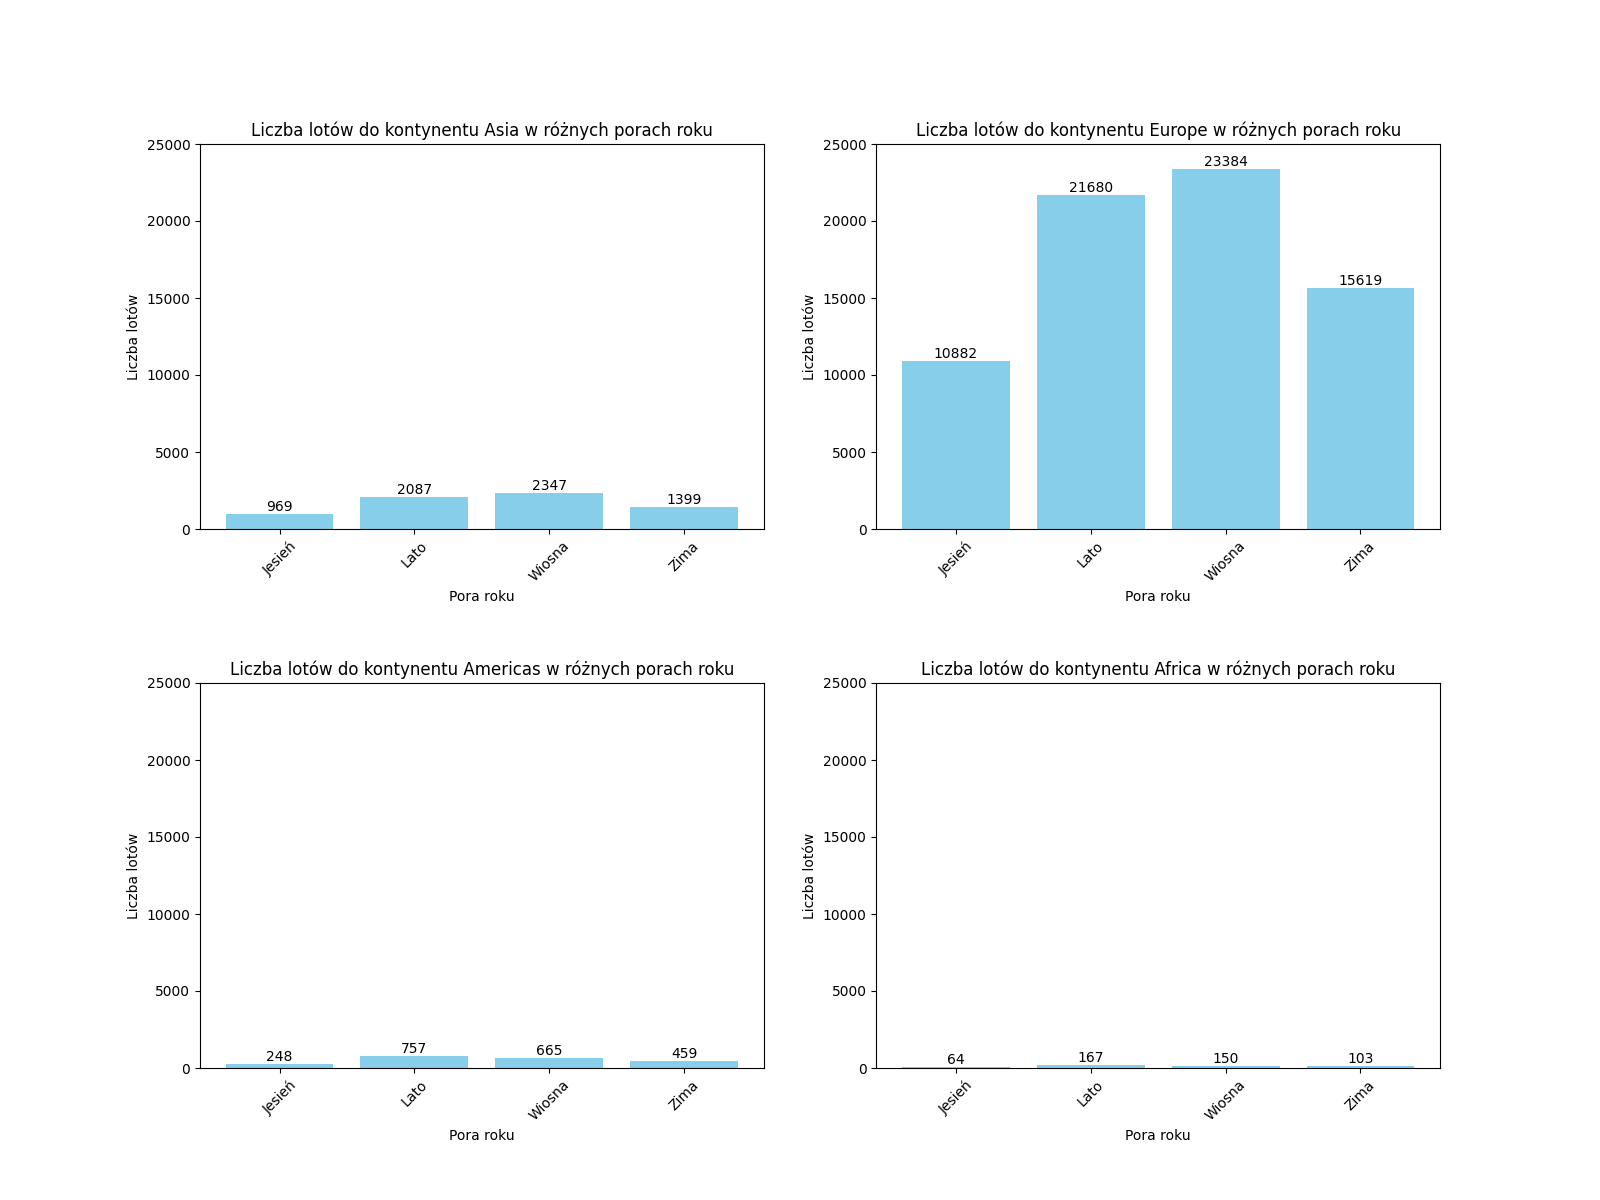 Liczba lotów do kontynentu Asia w różnych porach roku
25000
20000
15000
10000
5000
0
Liczba lotów
969
2087
2347
1399
Jesień
Lato
Wiosna
Zima
Pora roku
Liczba lotów do kontynentu Europe w różnych porach roku
25000
20000
15000
10000
5000
0
Liczba lotów
10882
21680
23384
15619
Jesień
Lato
Wiosna
Zima
Pora roku
Liczba lotów do kontynentu Americas w różnych porach roku
25000
20000
15000
10000
5000
0
Liczba lotów
248
757
665
459
Jesień
Lato
Wiosna
Zima
Pora roku
Liczba lotów do kontynentu Africa w różnych porach roku
25000
20000
15000
10000
5000
0
Liczba lotów
64
167
150
103
Jesień
Lato
Wiosna
Zima
Pora roku